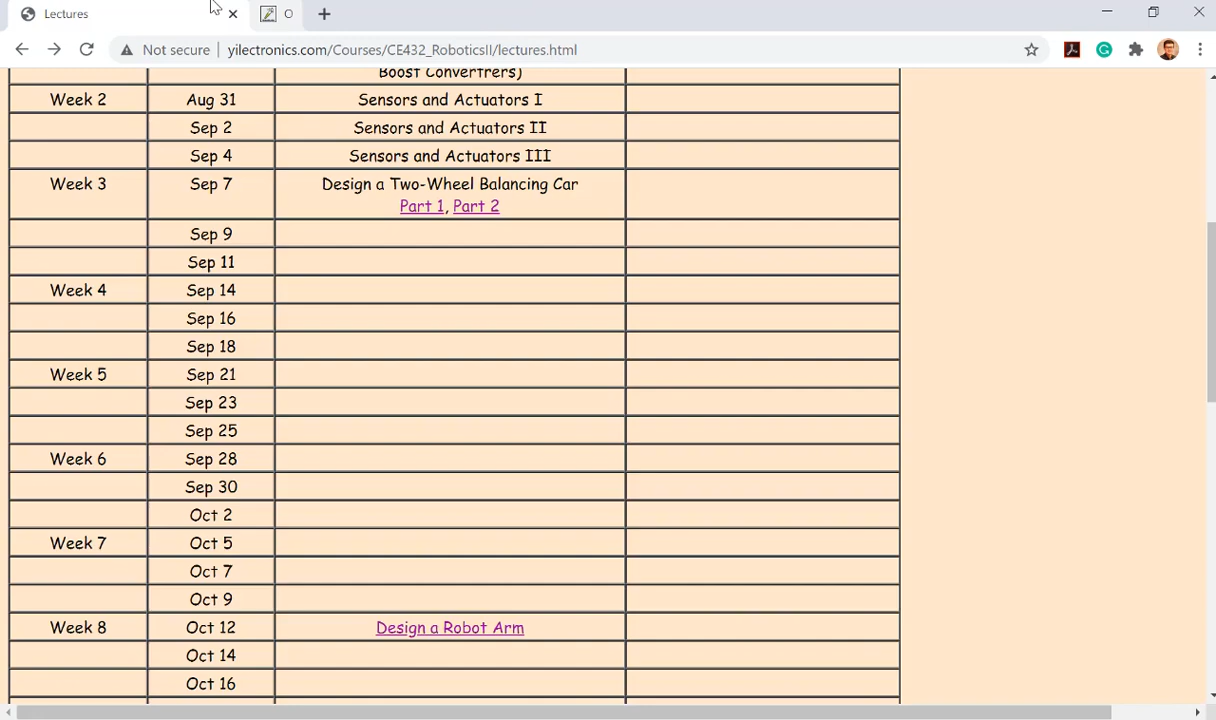 Lectures
O
Not secure
yilectronics.com/Courses/CE432_RoboticsII/lectures.html
Boost Convertrers)
Week 2 Aug 31 Sensors and Actuators I
Sep 2 Sensors and Actuators II
Sep 4 Sensors and Actuators III
Week 3 Sep 7 Design a Two-Wheel Balancing Car
Part 1, Part 2
Sep 9
Sep 11
Week 4 Sep 14
Sep 16
Sep 18
Week 5 Sep 21
Sep 23
Sep 25
Week 6 Sep 28
Sep 30
Oct 2
Week 7 Oct 5
Oct 7
Oct 9
Week 8 Oct 12 Design a Robot Arm
Oct 14
Oct 16